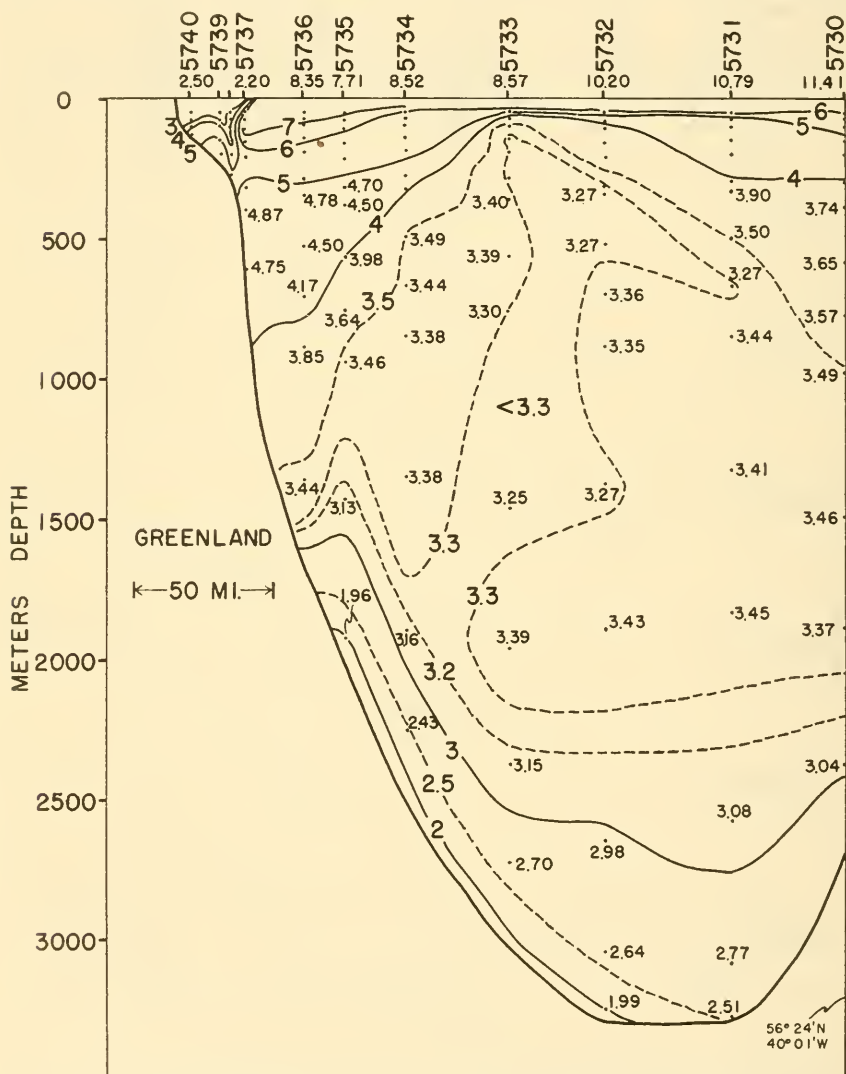 5740 5739 5737 5736 5735 5734 5733 5732 5731 5730
2.50 2.20 8.35 7.71 8.52 8.57 10.20 10.79 11.41
0
3 7 6
4 6 5
5
5 4
4.87 4.78 4.70 3.40 3.27 3.90 3.74
4.50 4
500
4.75 4.50 3.98 3.49 3.39 3.27 3.50 3.65
4.17 3.5 3.44 3.36 3.27
3.64 3.30 3.57
3.85 3.46 3.38 3.35 3.44
1000
3.49
<3.3
3.44 3.13 3.38 3.25 3.27 3.41
1500
3.46
GREENLAND 3.3
50 MI. 1.96 3.3
3.16 3.39 3.43 3.45 3.37
2000
3.2
2.43 3 3.15 3.04
2500
2.5 3.08
2 2.70 2.98
3000
2.64 2.77
1.99 2.51
56° 24'N
40° 01'W
METERS DEPTH